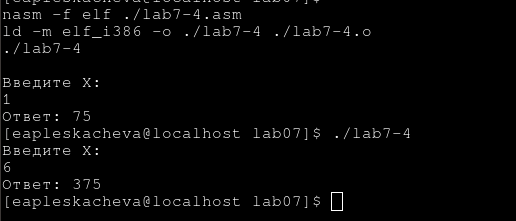 nasm -f elf ./lab7-4.asm
ld -m elf_i386 -o ./lab7-4 ./lab7-4.o
./lab7-4
Введите X:
1
Ответ: 75
[eapleskacheva@localhost lab07]$ ./lab7-4
Введите X:
6
Ответ: 375
[eapleskacheva@localhost lab07]$